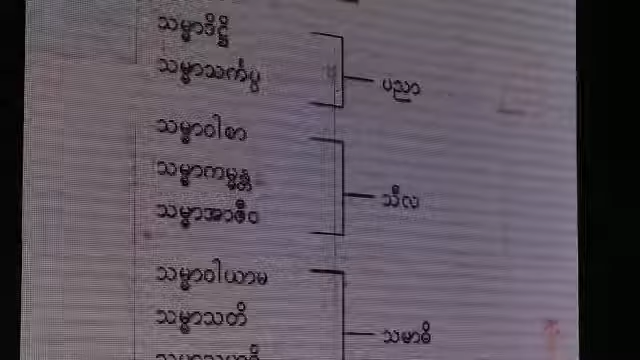 သမ္မာဒိဋ္ဌိ
သမ္မာသင်္ကပ္ပ
ပညာ
သမ္မာဝါစာ
သမ္မာကမ္မန္တ
သီလ
သမ္မာအာဇီဝ
သမ္မာဝါယာမ
သမ္မာသတိ
သမာဓိ